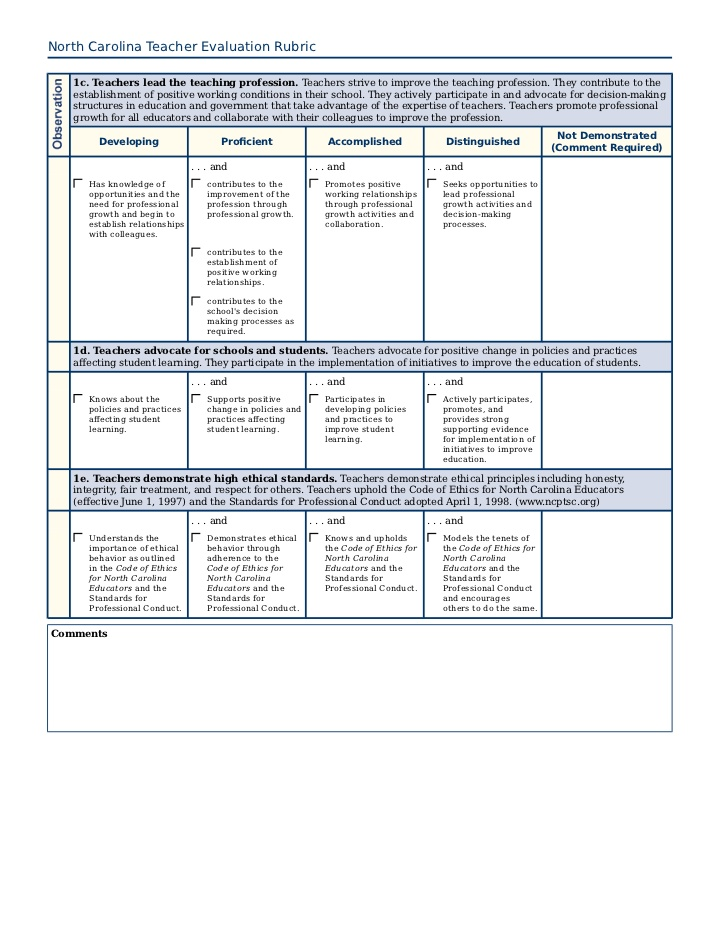 North Carolina Teacher Evaluation Rubric
Observation
1c. Teachers lead the teaching profession. Teachers strive to improve the teaching profession. They contribute to the
establishment of positive working conditions in their school. They actively participate in and advocate for decision-making
structures in education and government that take advantage of the expertise of teachers. Teachers promote professional
growth for all educators and collaborate with their colleagues to improve the profession.
Developing
Proficient
Accomplished
Distinguished
Not Demonstrated
(Comment Required)
Has knowledge of
opportunities and the
need for professional
growth and begin to
establish relationships
with colleagues.
. . . and
contributes to the
improvement of the
profession through
professional growth.
contributes to the
establishment of
positive working
relationships.
contributes to the
school's decision
making processes as
required.
. . . and
Promotes positive
working relationships
through professional
growth activities and
collaboration.
. . . and
Seeks opportunities to
lead professional
growth activities and
decision-making
processes.
1d. Teachers advocate for schools and students. Teachers advocate for positive change in policies and practices
affecting student learning. They participate in the implementation of initiatives to improve the education of students.
Knows about the
policies and practices
affecting student
learning.
. . . and
Supports positive
change in policies and
practices affecting
student learning.
. . . and
Participates in
developing policies
and practices to
improve student
learning.
. . . and
Actively participates,
promotes, and
provides strong
supporting evidence
for implementation of
initiatives to improve
education.
1e. Teachers demonstrate high ethical standards. Teachers demonstrate ethical principles including honesty,
integrity, fair treatment, and respect for others. Teachers uphold the Code of Ethics for North Carolina Educators
(effective June 1, 1997) and the Standards for Professional Conduct adopted April 1, 1998. (www.ncptsc.org)
Understands the
importance of ethical
behavior as outlined
in the Code of Ethics
for North Carolina
Educators and the
Standards for
Professional Conduct.
. . . and
Demonstrates ethical
behavior through
adherence to the
Code of Ethics for
North Carolina
Educators and the
Standards for
Professional Conduct.
. . . and
Knows and upholds
the Code of Ethics for
North Carolina
Educators and the
Standards for
Professional Conduct.
. . . and
Models the tenets of
the Code of Ethics for
North Carolina
Educators and the
Standards for
Professional Conduct
and encourages
others to do the same.
Comments